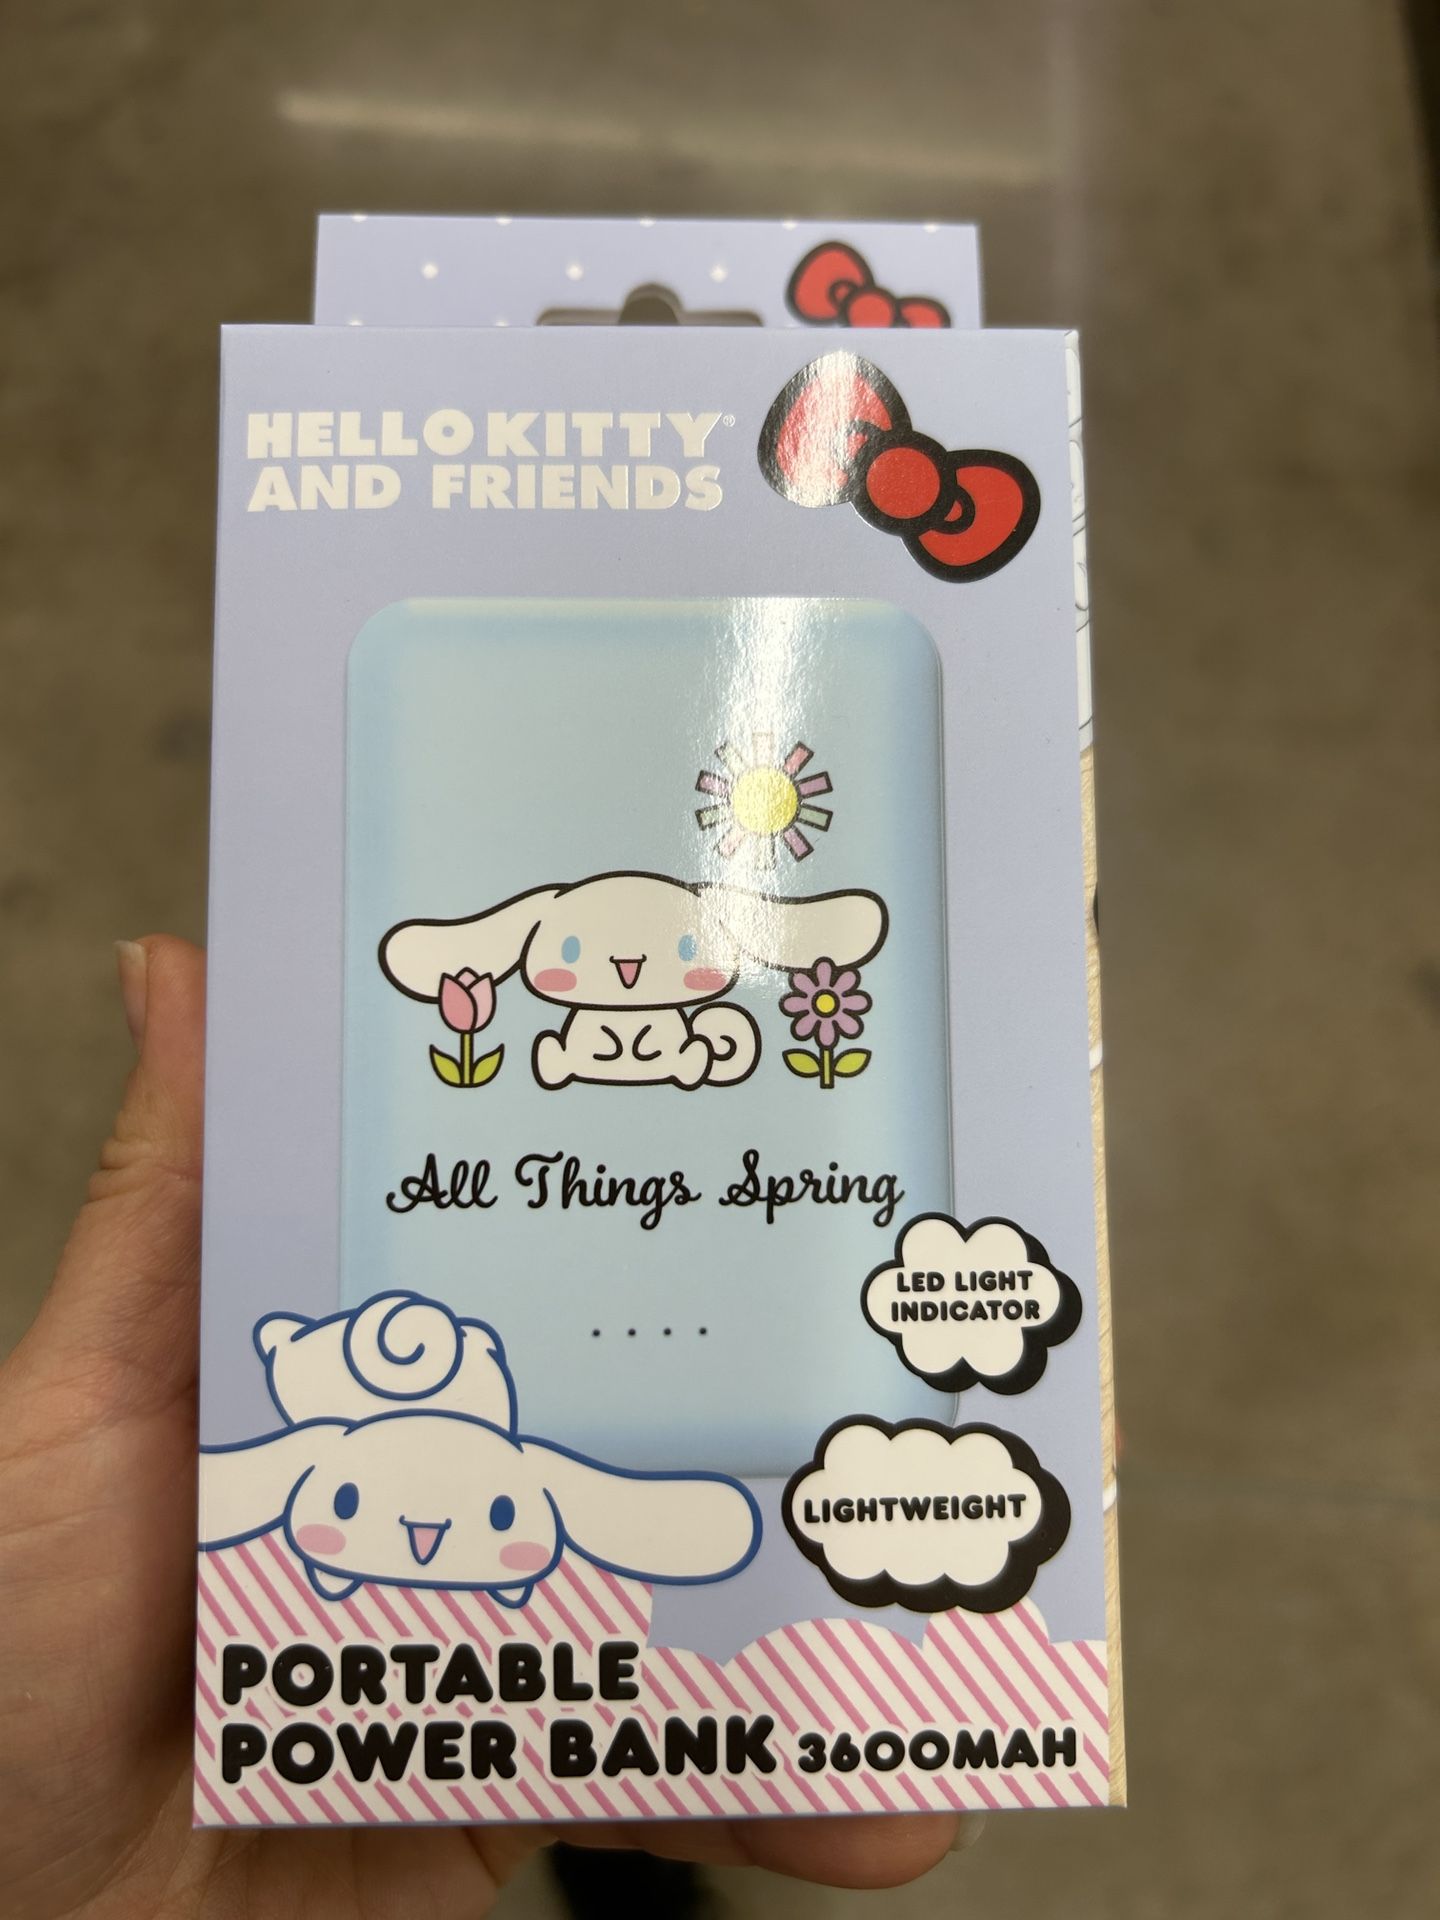 HELLO KITTY®
AND FRIENDS
All Things Spring
LED LIGHT
INDICATOR
LIGHTWEIGHT
PORTABLE
POWER BANK 3600MAH